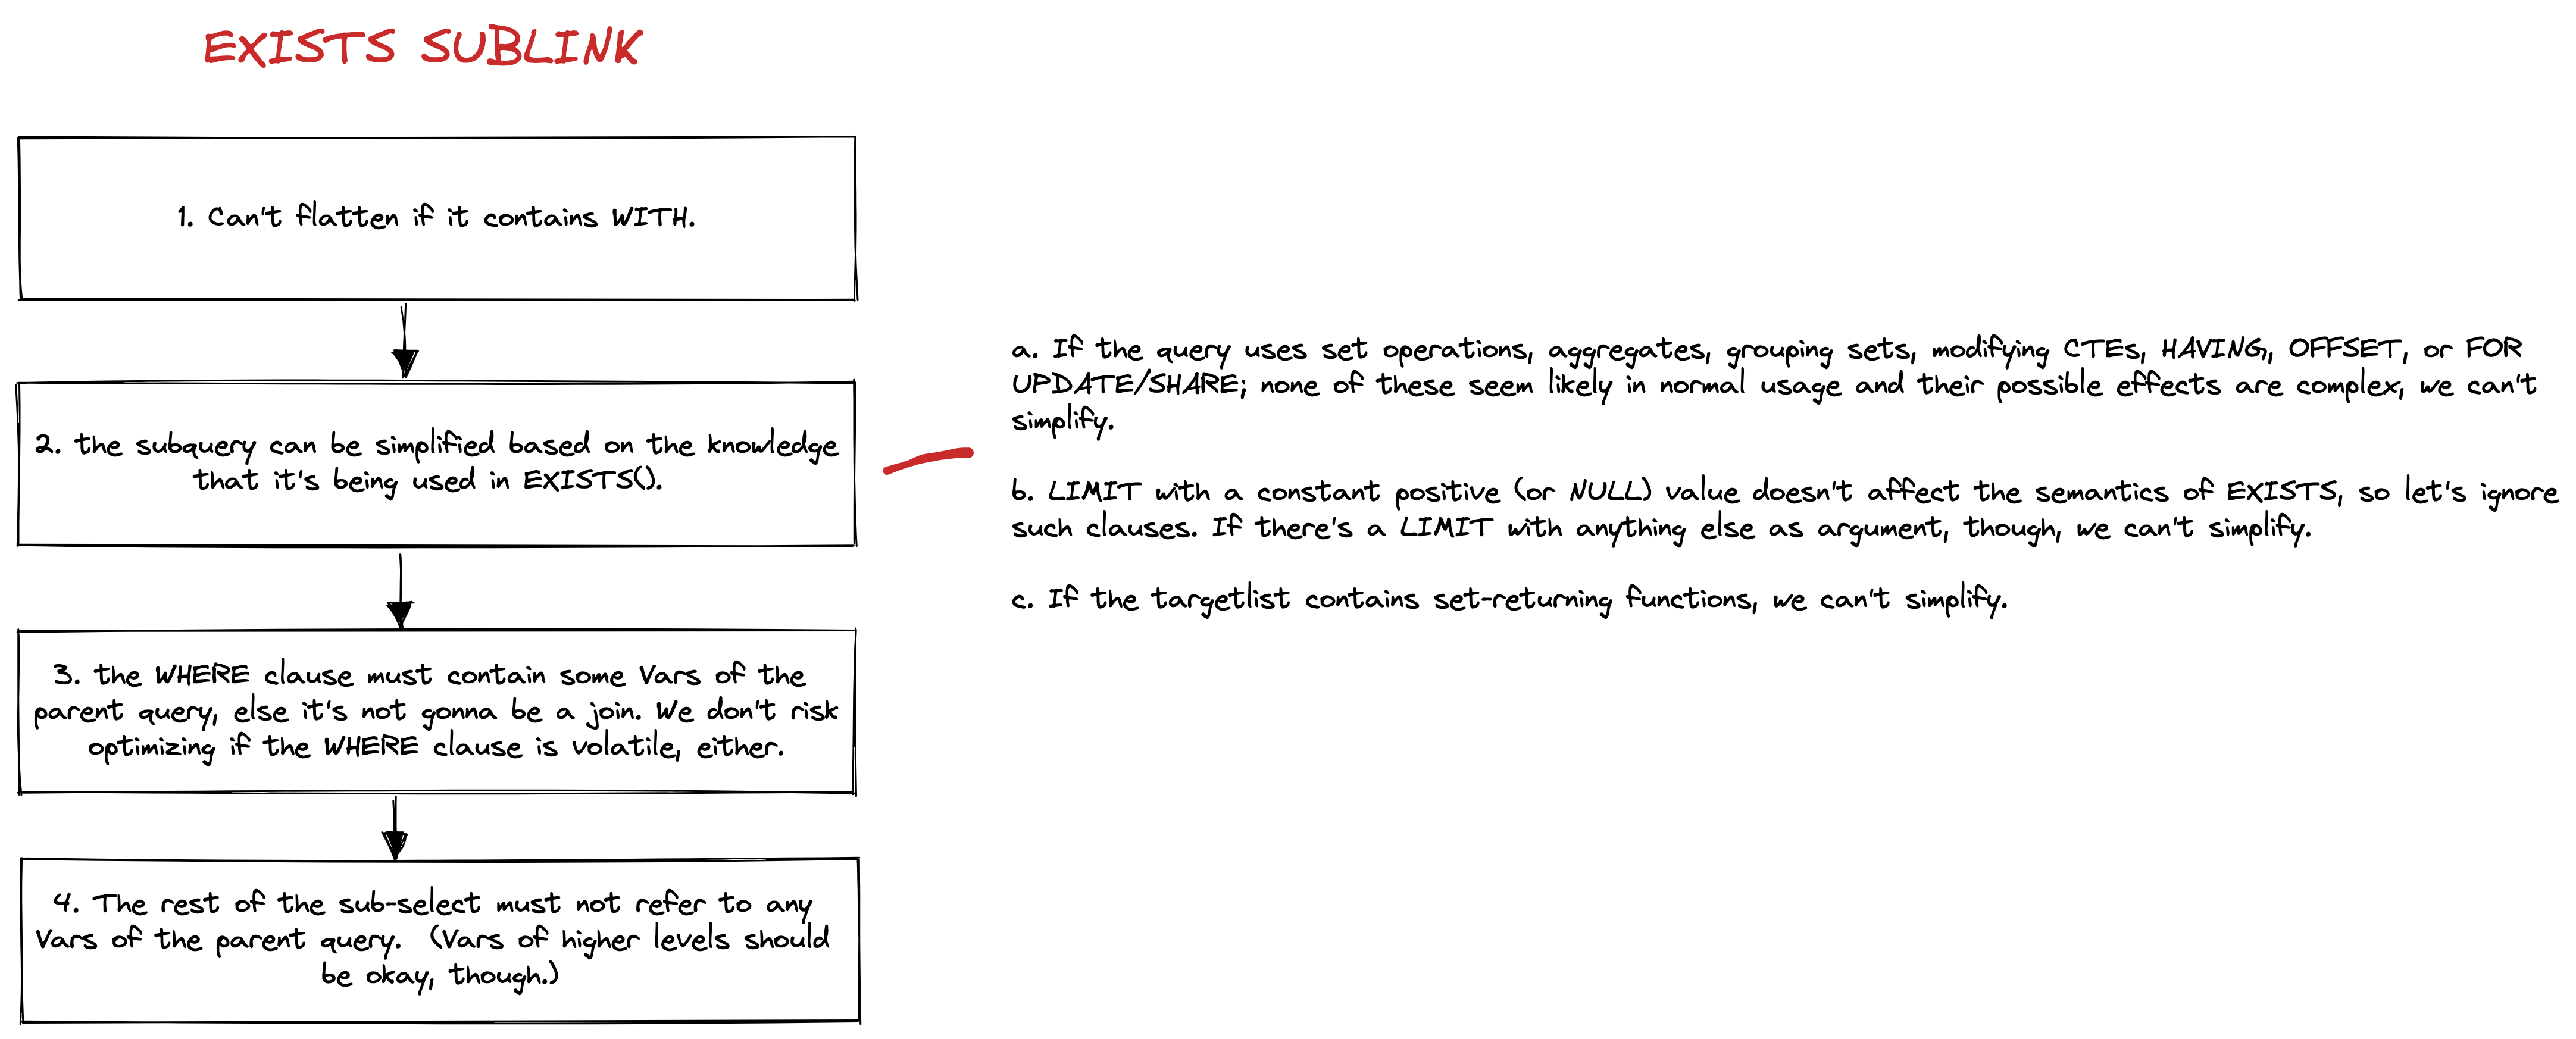 EXISTS SUBLINK
1. Can't flatten if it contains WITH.
2. the subquery can be simplified based on the knowledge
that it's being used in EXISTS().
a. If the query uses set operations, aggregates, grouping sets, modifying CTEs, HAVING, OFFSET, or FOR
UPDATE/SHARE; none of these seem likely in normal usage and their possible effects are complex, we can't
simplify.
b. LIMIT with a constant positive (or NULL) value doesn't affect the semantics of EXISTS, so let's ignore
such clauses. If there's a LIMIT with anything else as argument, though, we can't simplify.
c. If the targetlist contains set-returning functions, we can't simplify.
3. the WHERE clause must contain some Vars of the
parent query, else it's not gonna be a join. We don't risk
optimizing if the WHERE clause is volatile, either.
4. The rest of the sub-select must not refer to any
Vars of the parent query.  (Vars of higher levels should
be okay, though.)